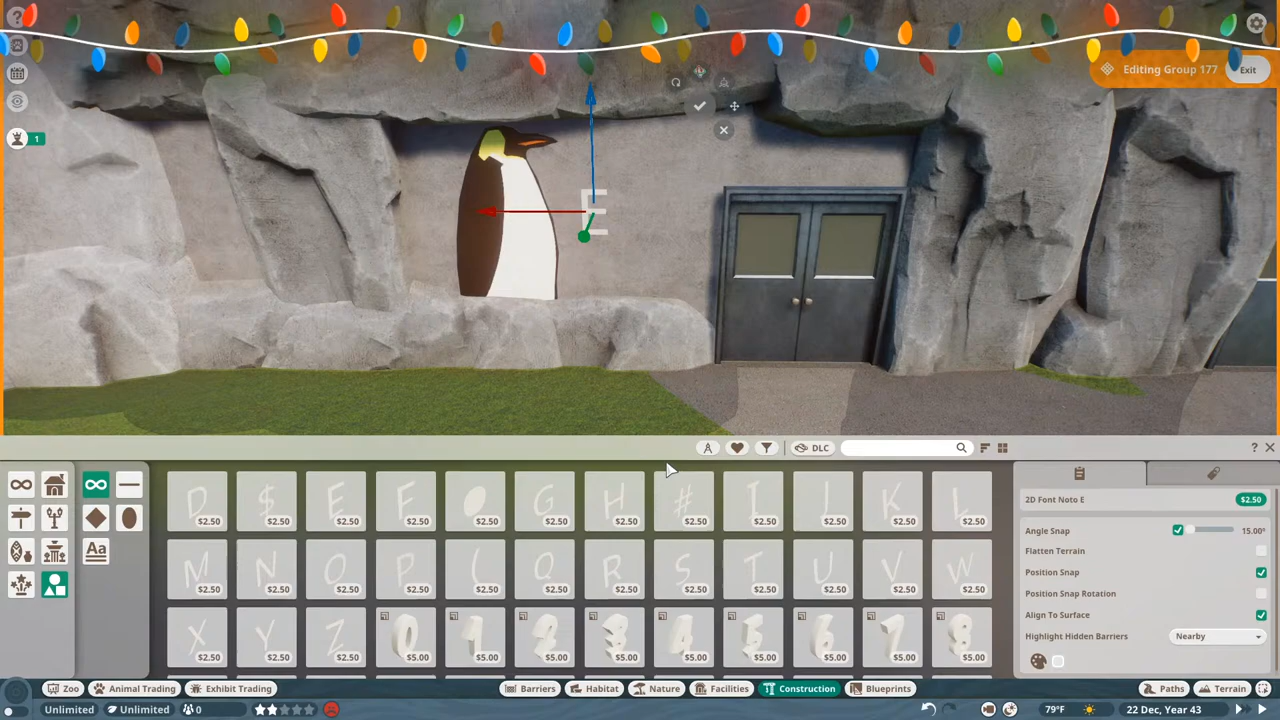 ?
1
Editing Group 177
Exit
E
DLC
? ×
D $2.50
$ $2.50
E $2.50
F $2.50
$2.50
G $2.50
H $2.50
# $2.50
I $2.50
J $2.50
K $2.50
L $2.50
M $2.50
N $2.50
O $2.50
P $2.50
( $2.50
Q $2.50
R $2.50
S $2.50
T $2.50
U $2.50
V $2.50
W $2.50
X $2.50
Y $2.50
Z $2.50
0 $5.00
1 $5.00
2 $5.00
3 $5.00
4 $5.00
5 $5.00
6 $5.00
7 $5.00
8 $5.00
Aa
2D Font Noto E $2.50
Angle Snap 15.00°
Flatten Terrain
Position Snap
Position Snap Rotation
Align To Surface
Highlight Hidden Barriers Nearby
Zoo Animal Trading Exhibit Trading Barriers Habitat Nature Facilities Construction Blueprints Paths Terrain
Unlimited Unlimited 0 79°F 22 Dec, Year 43